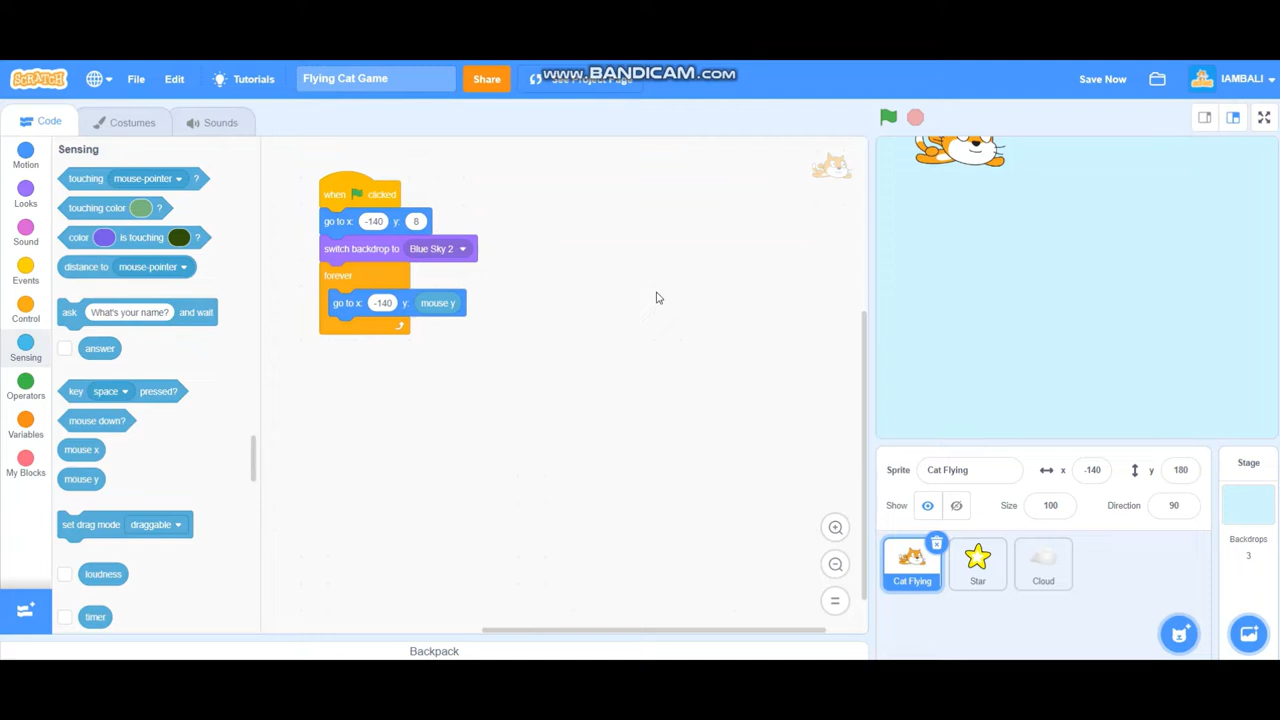 www.BANDICAM.com
SCRATCH File Edit Tutorials Flying Cat Game Share See Project Page Save Now IAMBALI
Code Costumes Sounds
Motion
Looks
Sound
Events
Control
Sensing
Operators
Variables
My Blocks
Sensing
touching mouse-pointer ?
touching color ?
color is touching ?
distance to mouse-pointer
ask What's your name? and wait
answer
key space pressed?
mouse down?
mouse x
mouse y
set drag mode draggable
loudness
timer
when clicked
go to x: -140 y: 8
switch backdrop to Blue Sky 2
forever
go to x: -140 y: mouse y
Sprite Cat Flying x -140 y 180
Show Size 100 Direction 90
Cat Flying Star Cloud
Stage
Backdrops
3
Backpack